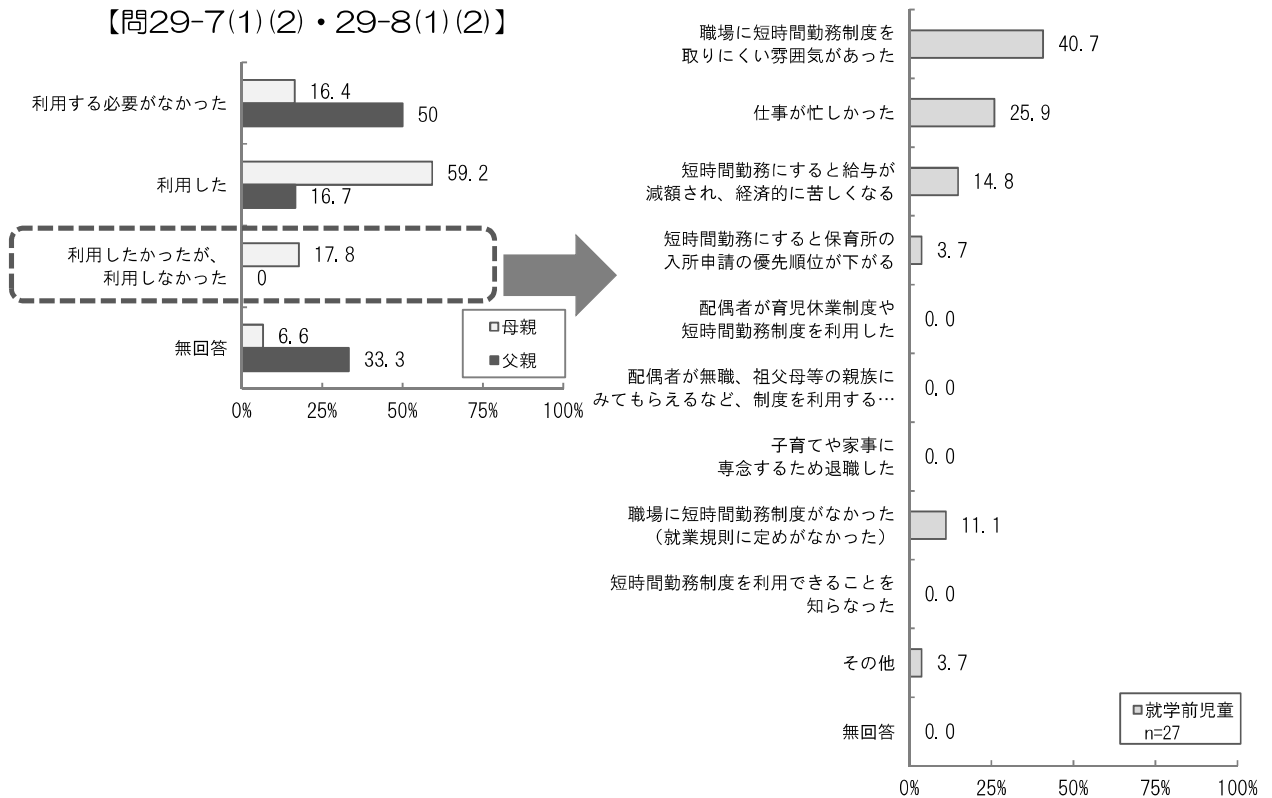 【問29-7(1)(2)・29-8(1)(2)】
利用する必要がなかった
16.4
50
利用した
59.2
16.7
利用したかったが、
利用しなかった
17.8
0
無回答
6.6
33.3
母親
父親
0% 25% 50% 75% 100%
職場に短時間勤務制度を
取りにくい雰囲気があった
40.7
仕事が忙しかった
25.9
短時間勤務にすると給与が
減額され、経済的に苦しくなる
14.8
短時間勤務にすると保育所の
入所申請の優先順位が下がる
3.7
配偶者が育児休業制度や
短時間勤務制度を利用した
0.0
配偶者が無職、祖父母等の親族に
みてもらえるなど、制度を利用する…
0.0
子育てや家事に
専念するため退職した
0.0
職場に短時間勤務制度がなかった
（就業規則に定めがなかった）
11.1
短時間勤務制度を利用できることを
知らなった
0.0
その他
3.7
無回答
0.0
就学前児童
n=27
0% 25% 50% 75% 100%